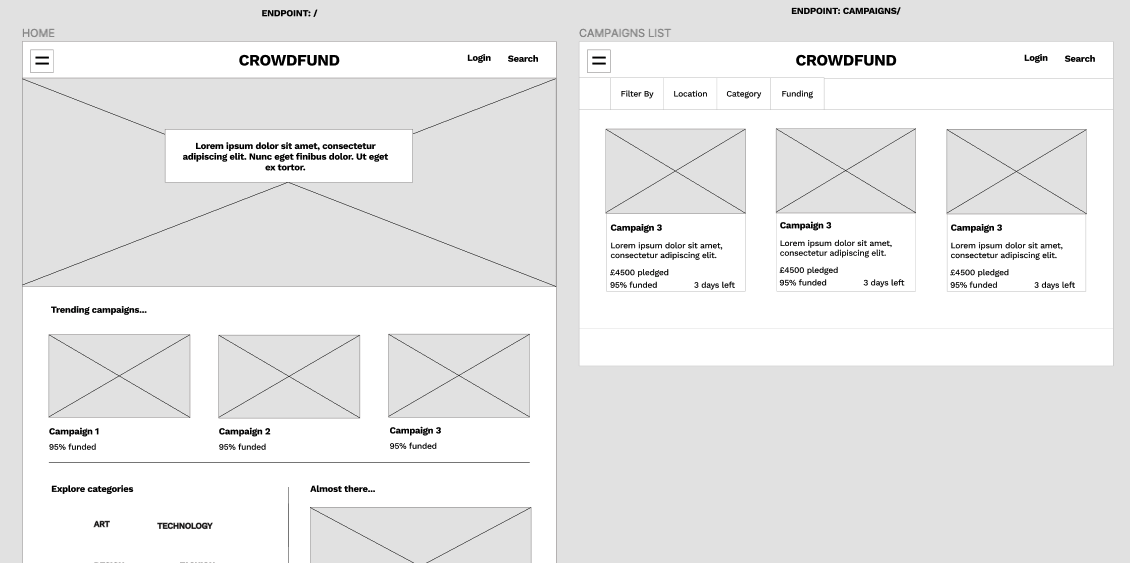 ENDPOINT: /
HOME
CROWDFUND
Login
Search
Lorem ipsum dolor sit amet, consectetur
adipiscing elit. Nunc eget finibus dolor. Ut eget
ex tortor.
Trending campaigns...
Campaign 1
95% funded
Campaign 2
95% funded
Campaign 3
95% funded
Explore categories
ART
TECHNOLOGY
Almost there...
ENDPOINT: CAMPAIGNS/
CAMPAIGNS LIST
CROWDFUND
Login
Search
Filter By
Location
Category
Funding
Campaign 3
Lorem ipsum dolor sit amet,
consectetur adipiscing elit.
£4500 pledged
95% funded
3 days left
Campaign 3
Lorem ipsum dolor sit amet,
consectetur adipiscing elit.
£4500 pledged
95% funded
3 days left
Campaign 3
Lorem ipsum dolor sit amet,
consectetur adipiscing elit.
£4500 pledged
95% funded
3 days left